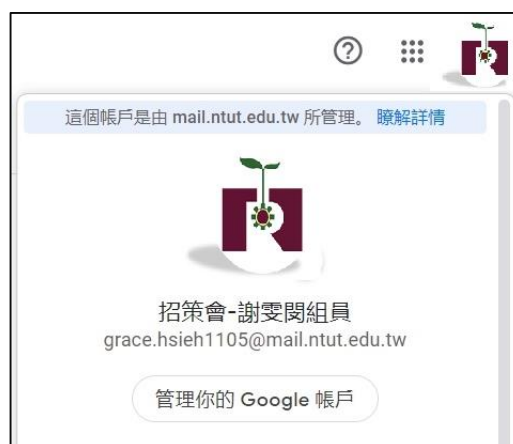 這個帳戶是由 mail.ntut.edu.tw 所管理。 瞭解詳情
招策會-謝雯閔組員
grace.hsieh1105@mail.ntut.edu.tw
管理你的 Google 帳戶